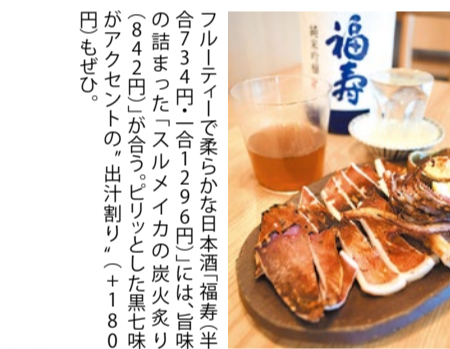 フルーティーで柔らかな日本酒「福寿（半
合734円・一合1296円）」には、旨味
の詰まった「スルメイカの炭火炙り
（842円）」が合う。ピリッとした黒七味
がアクセントの〝出汁割り〟（＋180
円）もぜひ。
純米吟醸
福寿